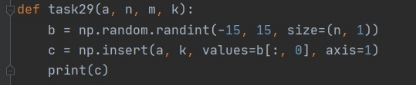 def task29(a, n, m, k):
    b = np.random.randint(-15, 15, size=(n, 1))
    c = np.insert(a, k, values=b[:, 0], axis=1)
    print(c)